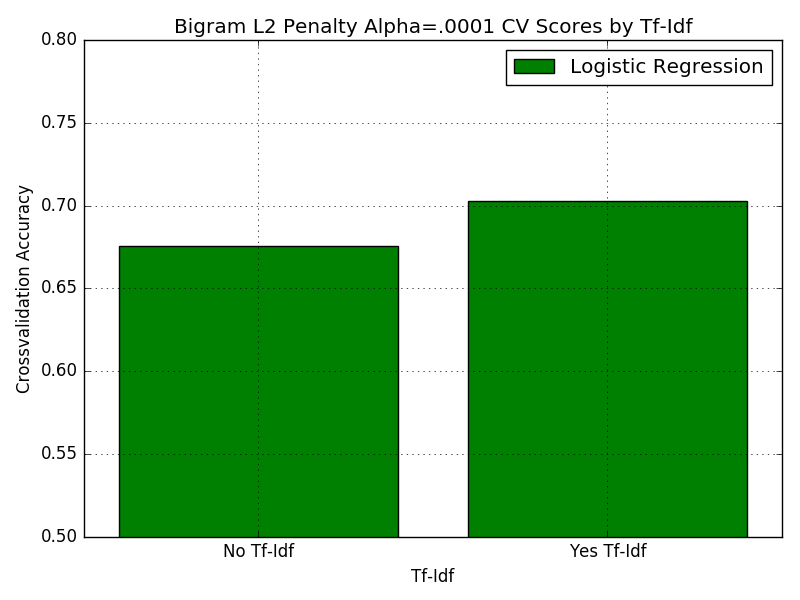 Bigram L2 Penalty Alpha=.0001 CV Scores by Tf-Idf
Logistic Regression
Crossvalidation Accuracy
0.80
0.75
0.70
0.65
0.60
0.55
0.50
No Tf-Idf
Yes Tf-Idf
Tf-Idf